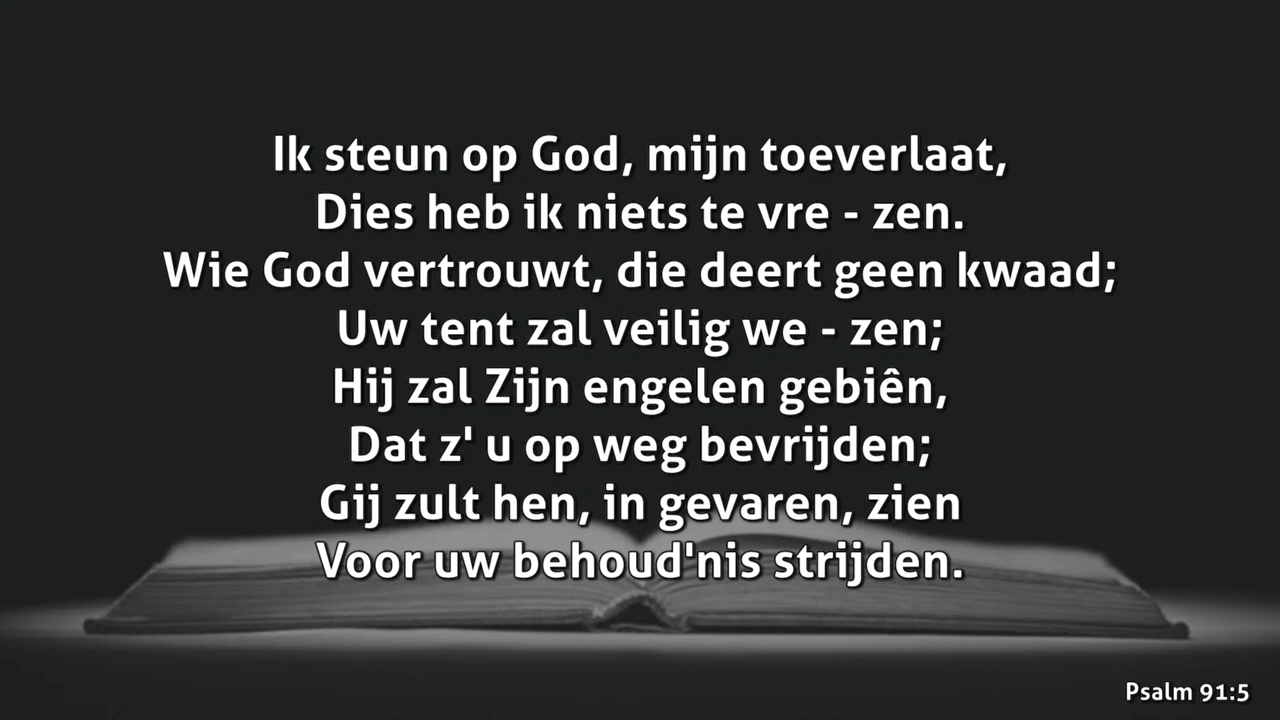 Ik steun op God, mijn toeverlaat,
Dies heb ik niets te vre - zen.
Wie God vertrouwt, die deert geen kwaad;
Uw tent zal veilig we - zen;
Hij zal Zijn engelen gebiên,
Dat z' u op weg bevrijden;
Gij zult hen, in gevaren, zien
Voor uw behoud'nis strijden.
Psalm 91:5